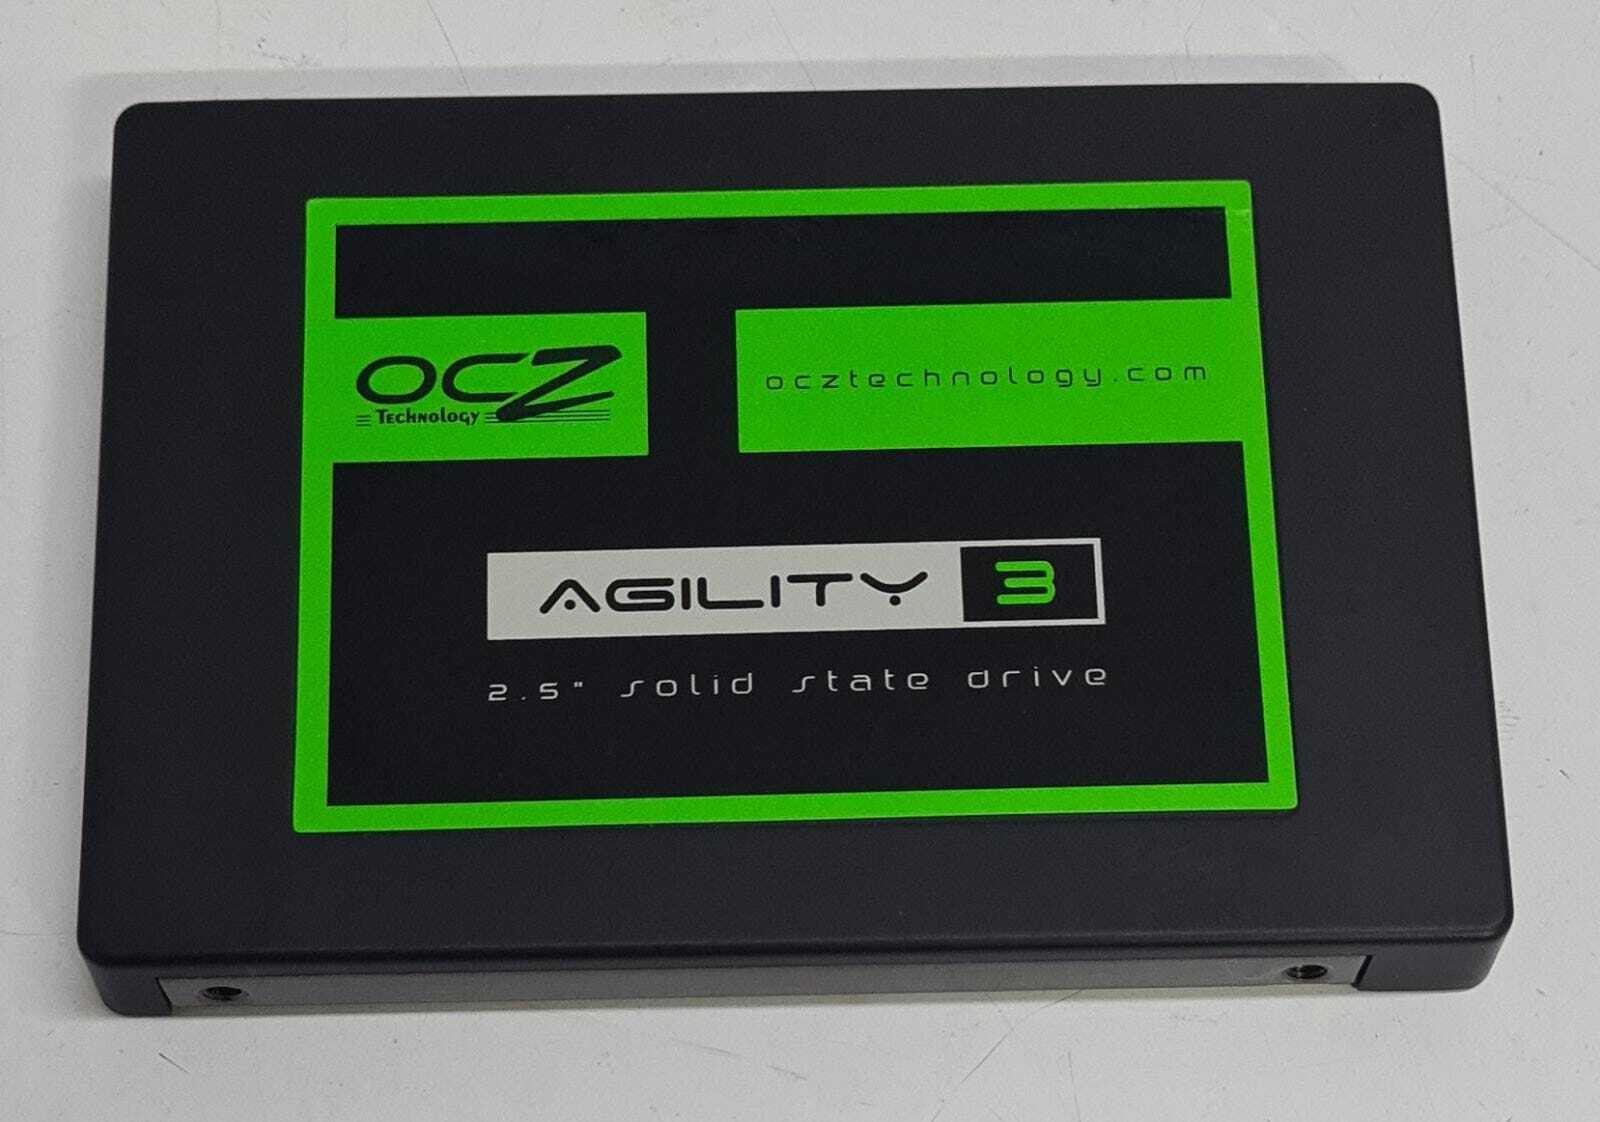 OCZ
Technology
ocztechnology.com
AGILITY 3
2.5" solid state drive